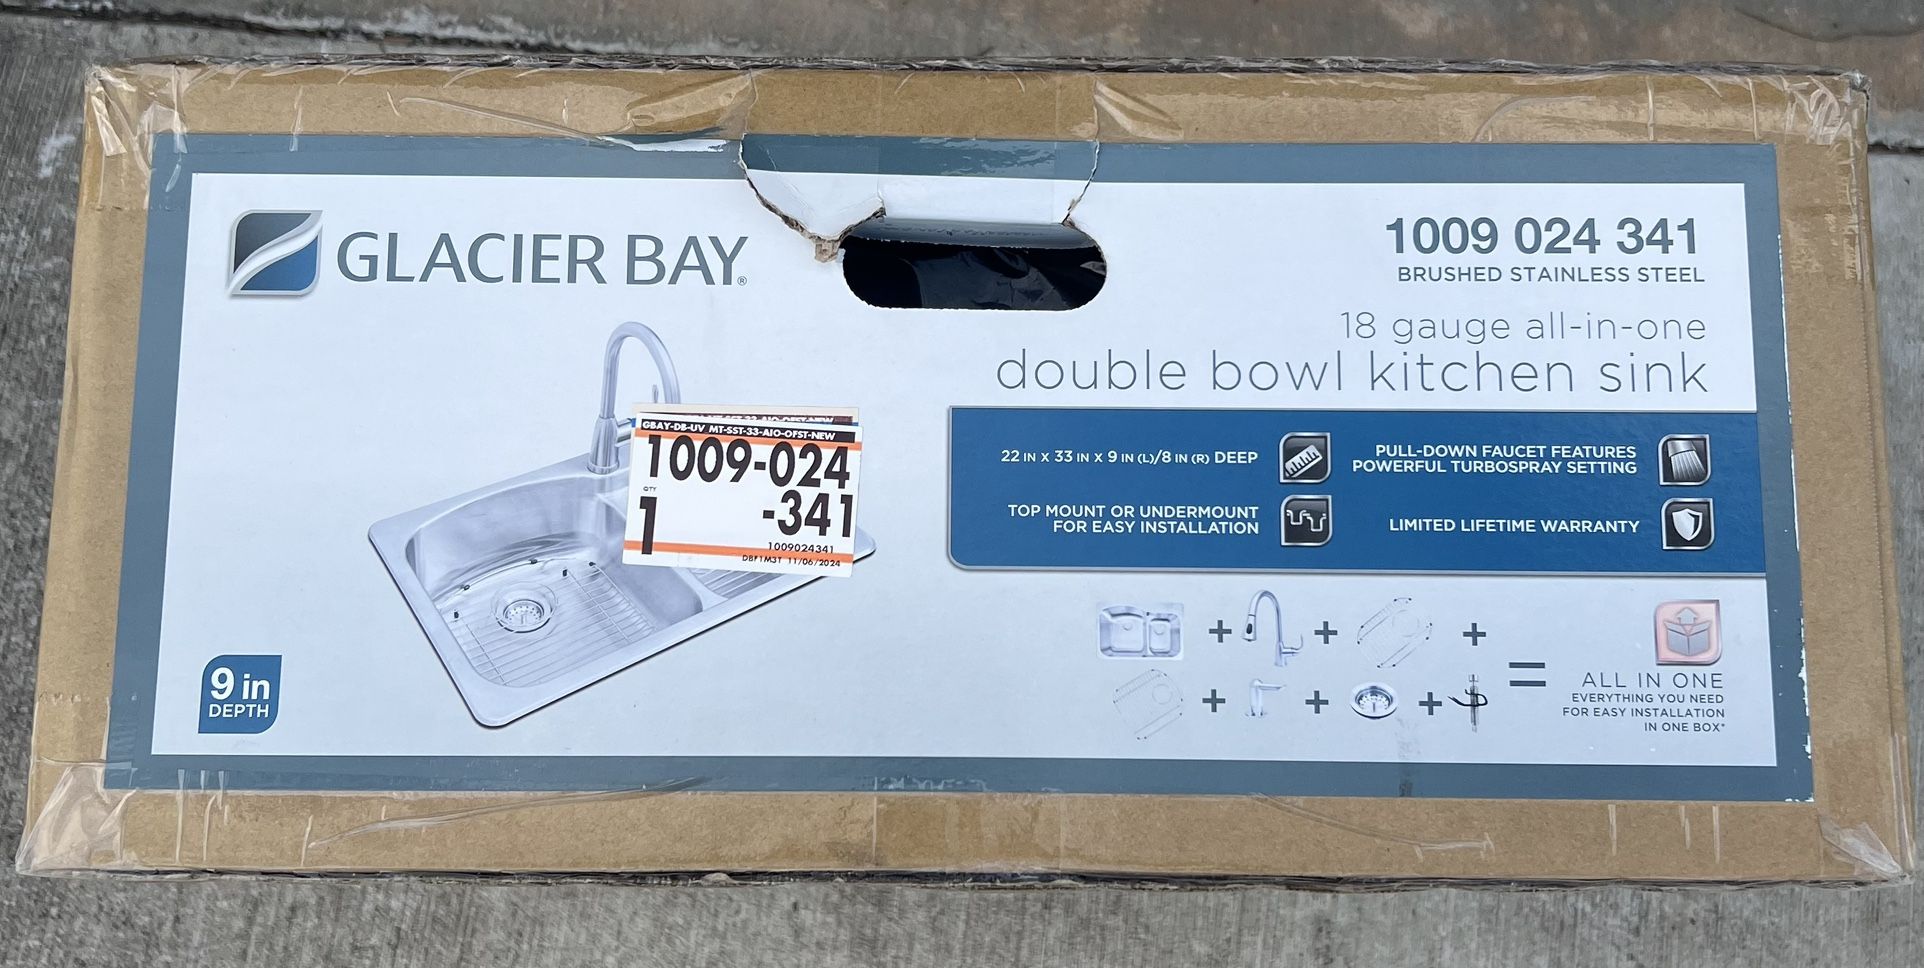 GLACIER BAY®
1009 024 341
BRUSHED STAINLESS STEEL
18 gauge all-in-one
double bowl kitchen sink
22 IN X 33 IN X 9 IN (L)/8 IN (R) DEEP
PULL-DOWN FAUCET FEATURES
POWERFUL TURBOSPRAY SETTING
TOP MOUNT OR UNDERMOUNT
FOR EASY INSTALLATION
LIMITED LIFETIME WARRANTY
GBAY-DB-UV MT-SST-33-AIO-OFST-NEW
1009-024
-341
QTY
1
1009024341
11/06/2024
9 in
DEPTH
+ + +
+ + + =
ALL IN ONE
EVERYTHING YOU NEED
FOR EASY INSTALLATION
IN ONE BOX*